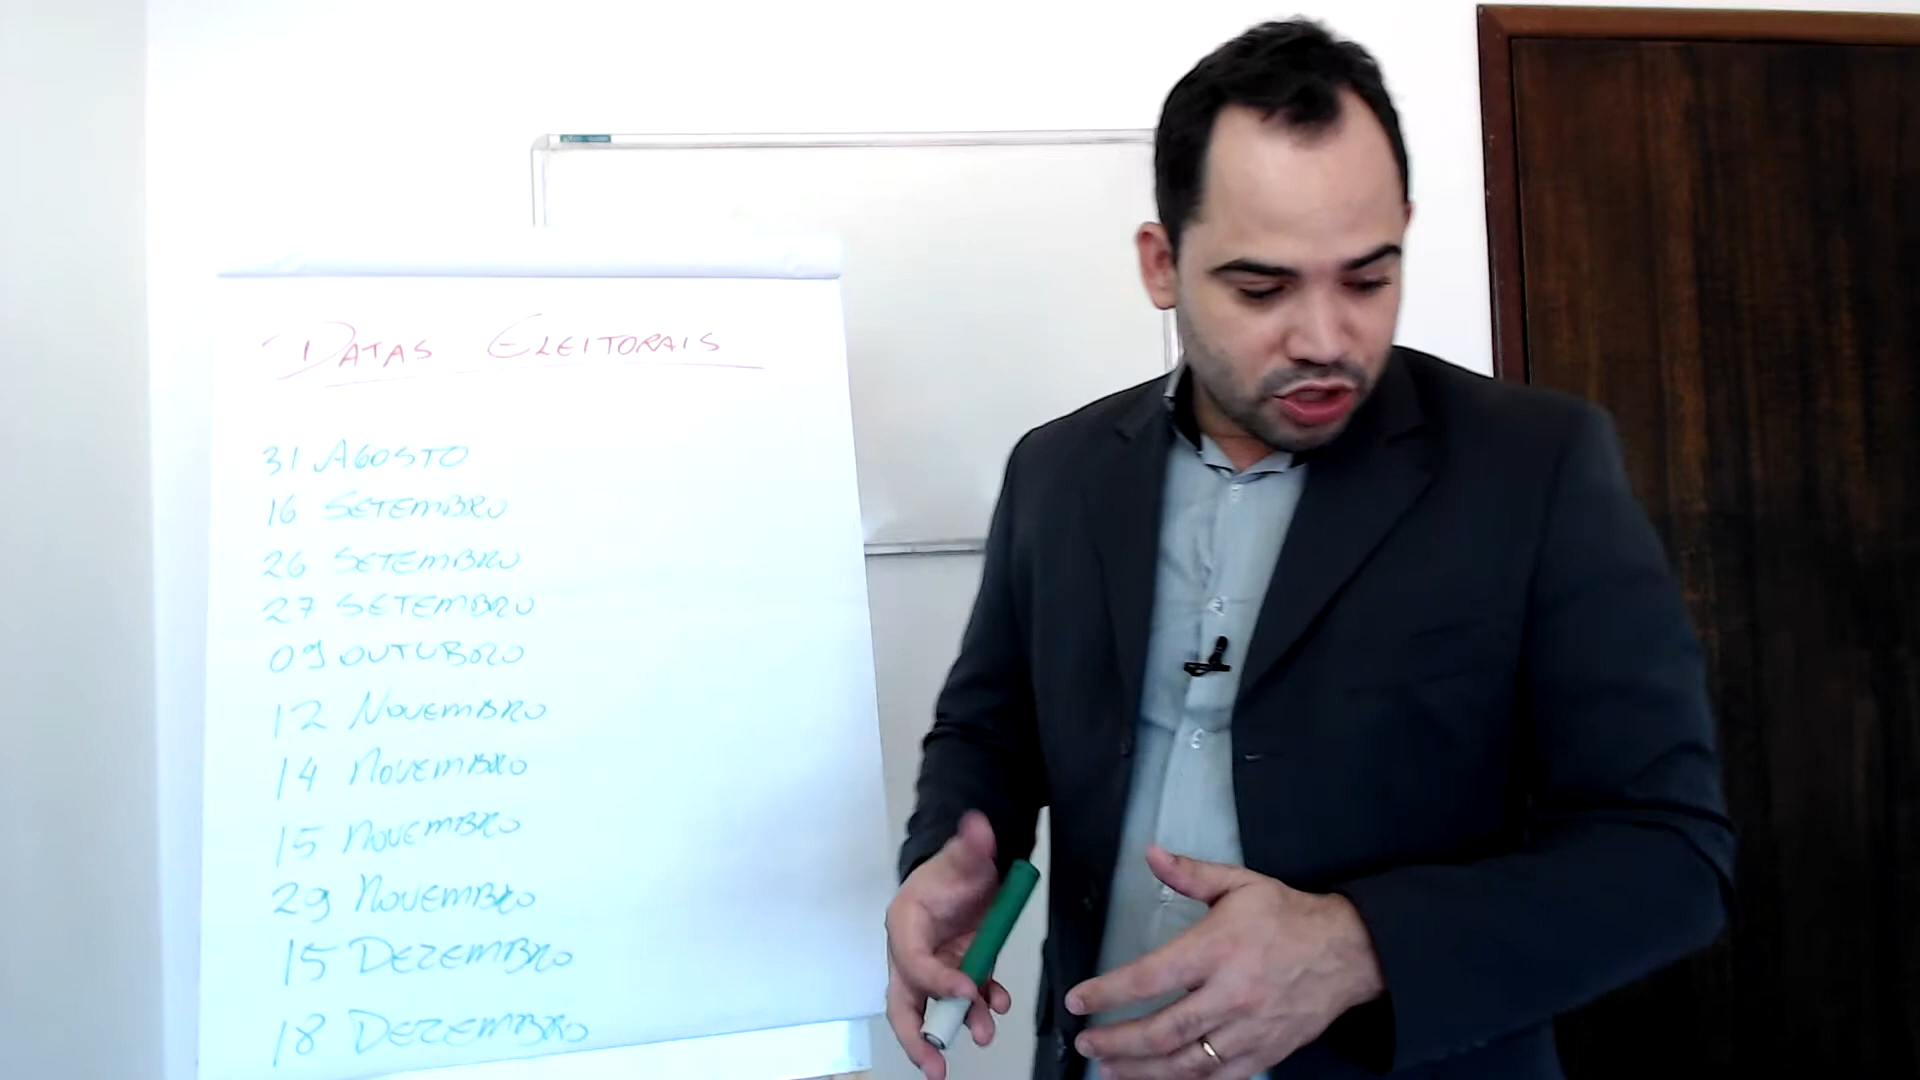 DATAS ELEITORAIS
31 AGOSTO
16 SETEMBRO
26 SETEMBRO
27 SETEMBRO
09 OUTUBRO
12 NOVEMBRO
14 NOVEMBRO
15 NOVEMBRO
29 NOVEMBRO
15 DEZEMBRO
18 DEZEMBRO